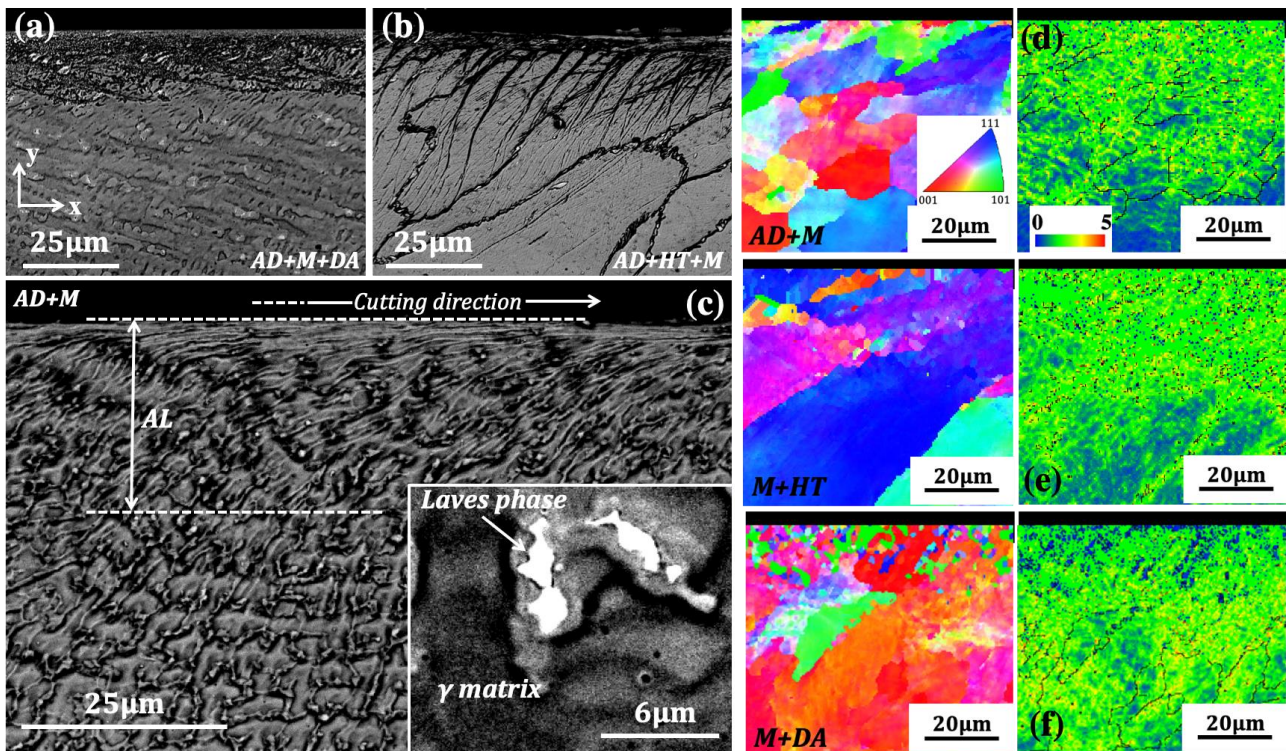 (a)
y
x
25μm
AD+M+DA
(b)
25μm
AD+HT+M
AD+M
Cutting direction
(c)
AL
25μm
Laves phase
γ matrix
6μm
111
001
101
AD+M
20μm
(d)
0
5
20μm
M+HT
20μm
(e)
20μm
M+DA
20μm
(f)
20μm